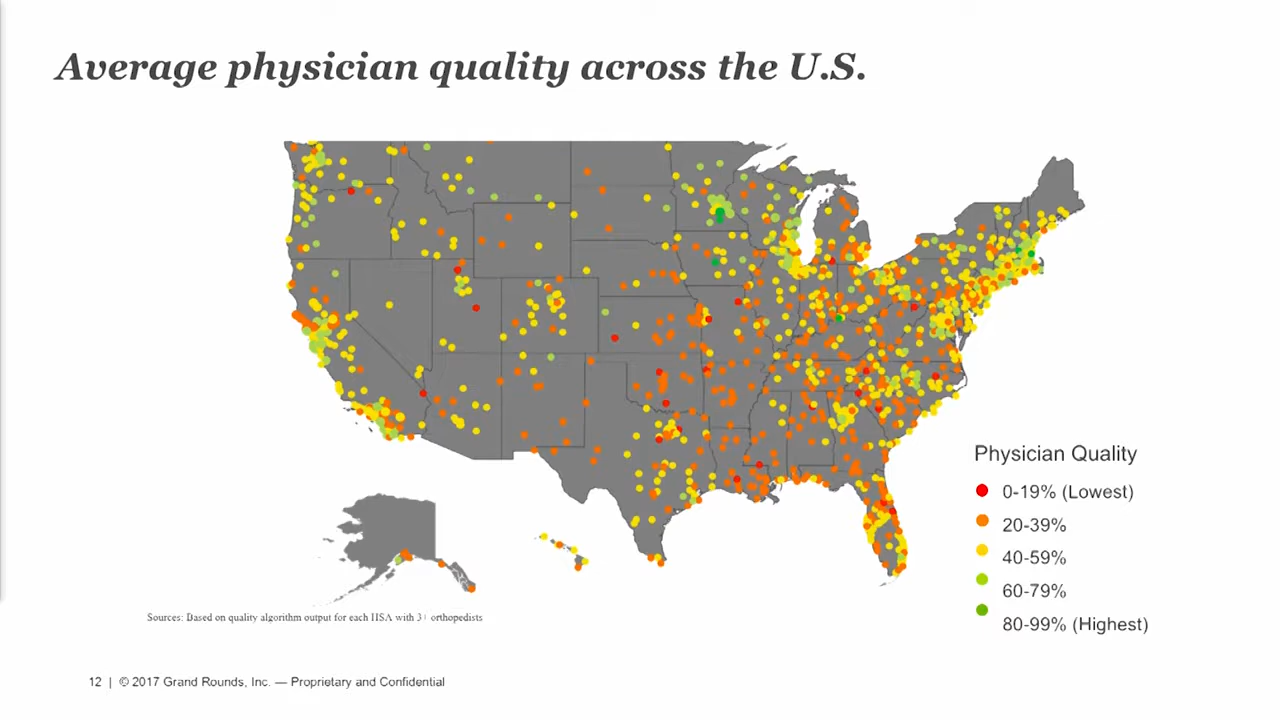 Average physician quality across the U.S.
Physician Quality
0-19% (Lowest)
20-39%
40-59%
60-79%
80-99% (Highest)
Sources: Based on quality algorithm output for each HSA with 3+ orthopedists
12 | © 2017 Grand Rounds, Inc. — Proprietary and Confidential